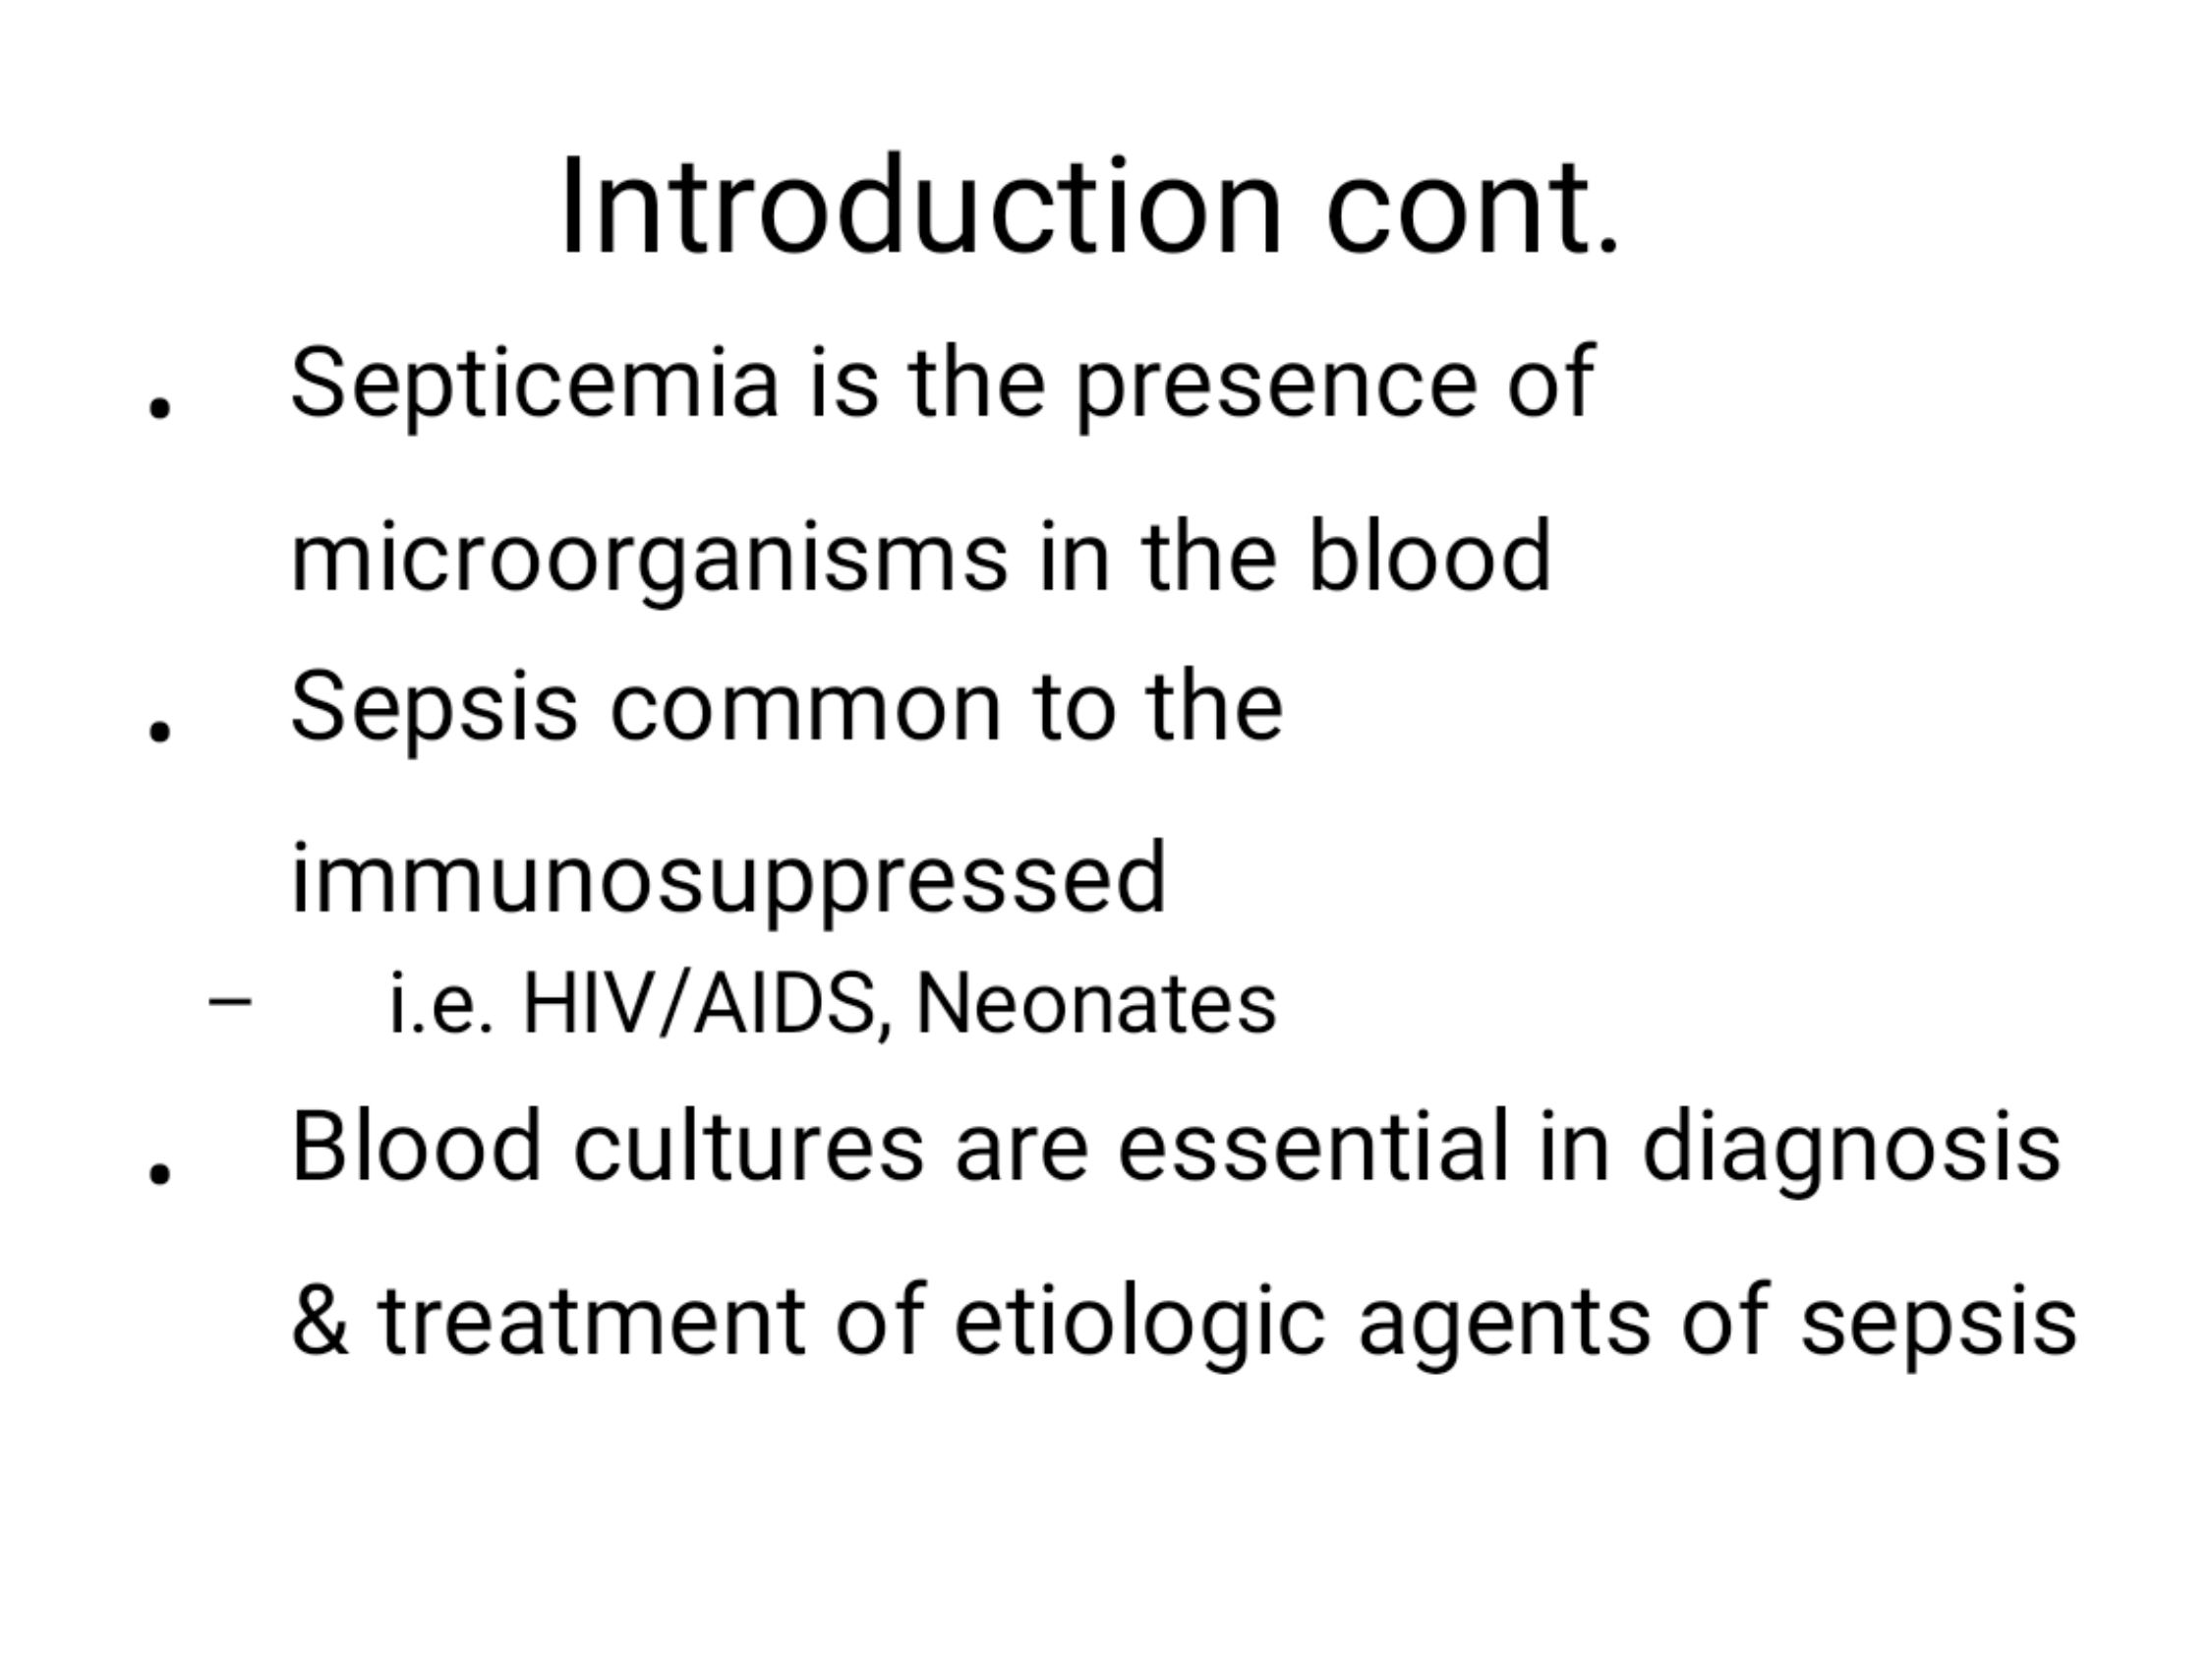 Introduction cont.
• Septicemia is the presence of
microorganisms in the blood
• Sepsis common to the
immunosuppressed
– i.e. HIV/AIDS, Neonates
• Blood cultures are essential in diagnosis
& treatment of etiologic agents of sepsis